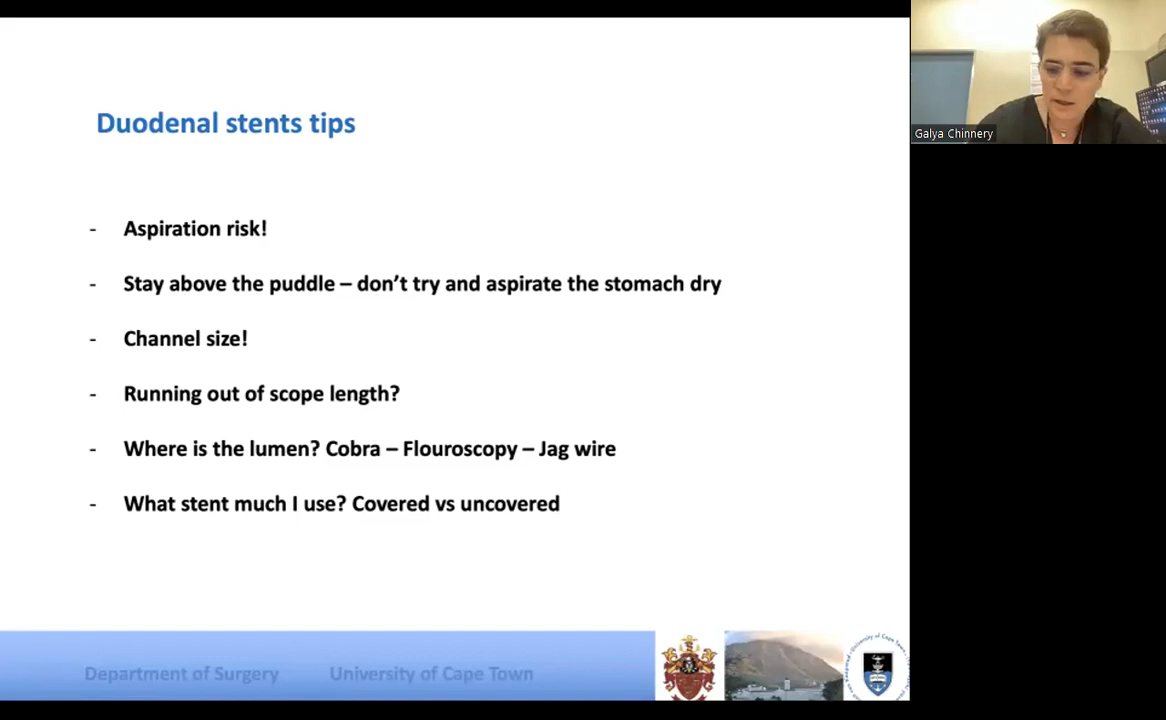 Duodenal stents tips
- Aspiration risk!
- Stay above the puddle – don't try and aspirate the stomach dry
- Channel size!
- Running out of scope length?
- Where is the lumen? Cobra – Flouroscopy – Jag wire
- What stent much I use? Covered vs uncovered
Department of Surgery University of Cape Town
Galya Chinnery